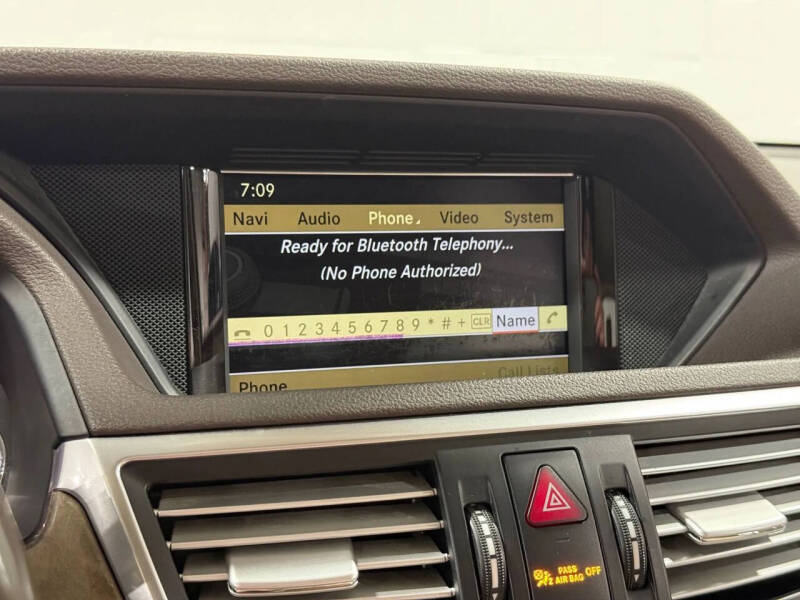 7:09
Navi Audio Phone Video System
Ready for Bluetooth Telephony...
(No Phone Authorized)
0 1 2 3 4 5 6 7 8 9 * # + CLR Name
Phone Call Lists
PASS
AIR BAG OFF